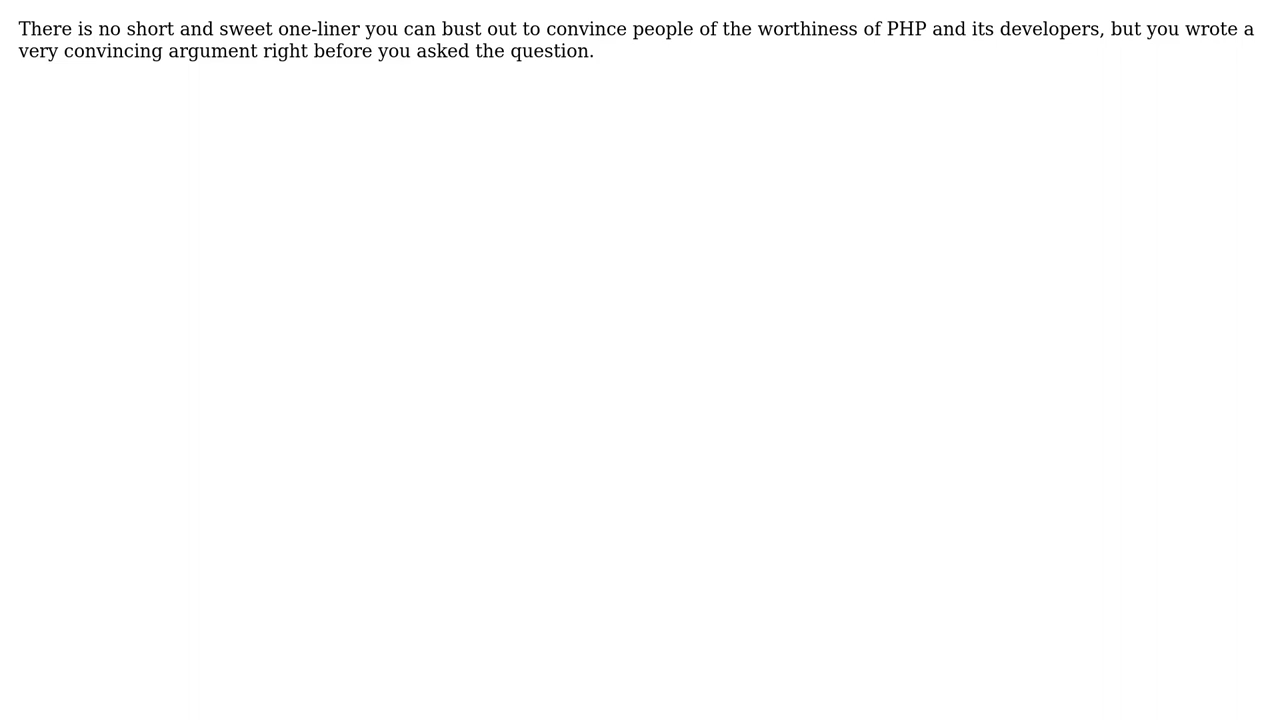 There is no short and sweet one-liner you can bust out to convince people of the worthiness of PHP and its developers, but you wrote a
very convincing argument right before you asked the question.